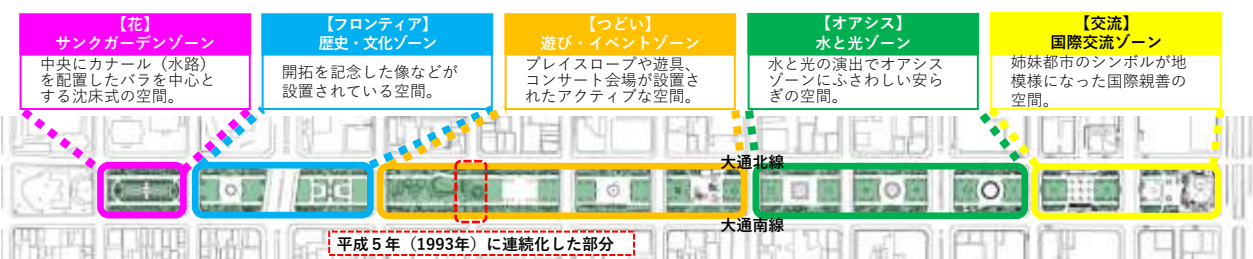 【花】
サンクガーデンゾーン
中央にカナール（水路）
を配置したバラを中心と
する沈床式の空間。
【フロンティア】
歴史・文化ゾーン
開拓を記念した像などが
設置されている空間。
【つどい】
遊び・イベントゾーン
プレイスロープや遊具、
コンサート会場が設置さ
れたアクティブな空間。
【オアシス】
水と光ゾーン
水と光の演出でオアシス
ゾーンにふさわしい安ら
ぎの空間。
【交流】
国際交流ゾーン
姉妹都市のシンボルが地
模様になった国際親善の
空間。
大通北線
大通南線
平成５年（1993年）に連続化した部分